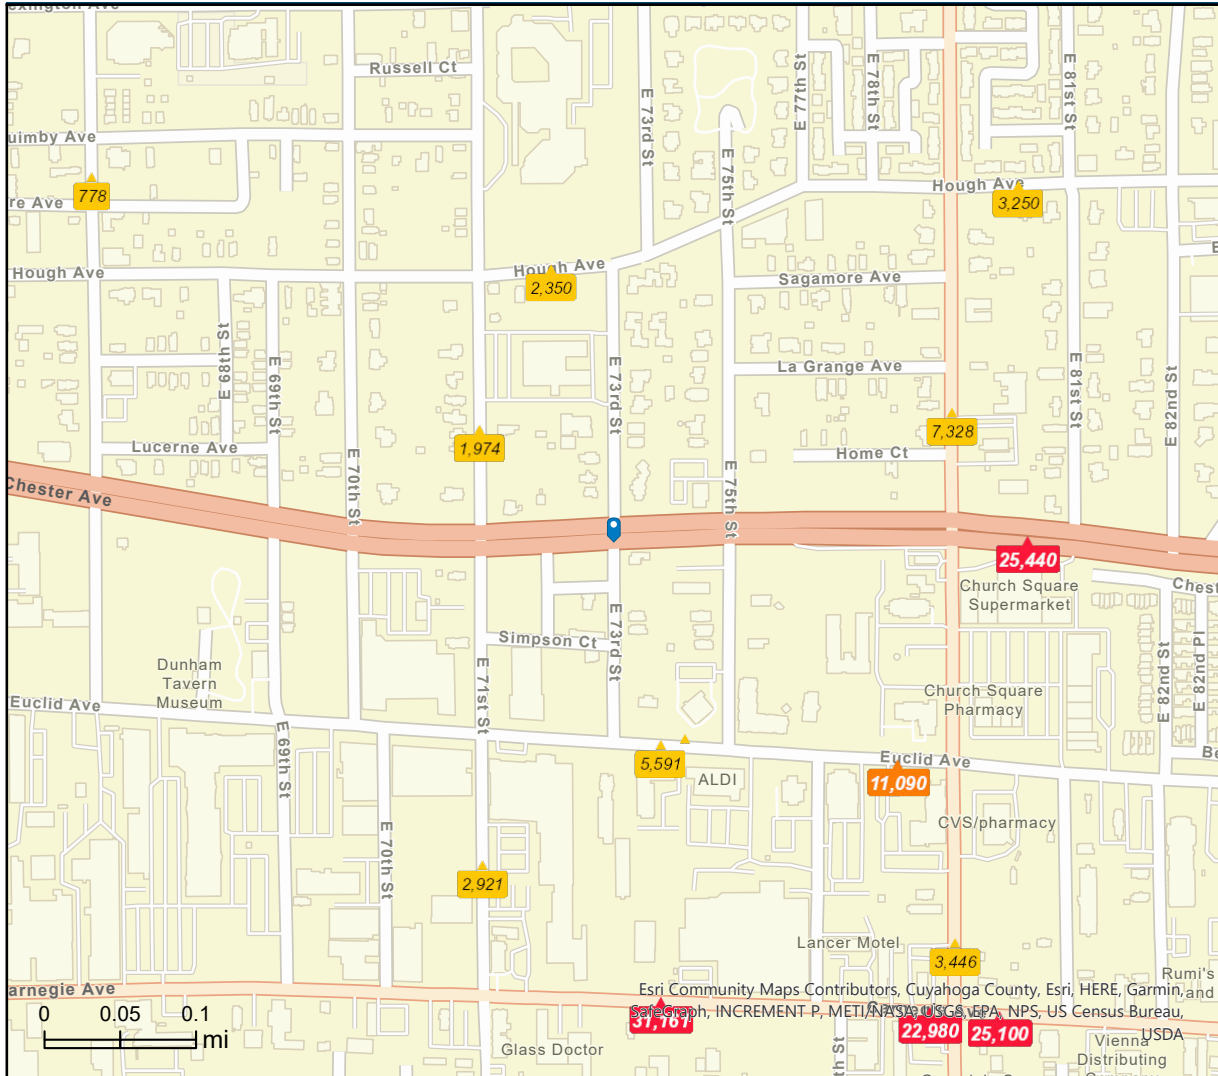 exington Ave
Russell Ct
E 73rd St
E 77th St
E 78th St
E 81st St
uimby Ave
E 75th St
778
re Ave
Hough Ave
3,250
Hough Ave
Hough Ave
2,350
Sagamore Ave
E
E 68th St
E 69th St
E 73rd St
La Grange Ave
E 81st St
E 82nd St
Lucerne Ave
1,974
7,328
Home Ct
E 70th St
E 75th St
Chester Ave
25,440
Church Square
Supermarket
Chest
Simpson Ct
E 73rd St
E 71st St
E 82nd St
E 82nd Pl
Dunham
Tavern
Museum
Church Square
Pharmacy
Euclid Ave
E 69th St
5,591
ALDI
Euclid Ave
11,090
Be
CVS/pharmacy
E 70th St
2,921
Lancer Motel
3,446
Rumi's
and
arnegie Ave
31,161
22,980
25,100
0 0.05 0.1
mi
Glass Doctor
th St
Vienna
Distributing
Esri Community Maps Contributors, Cuyahoga County, Esri, HERE, Garmin,
SafeGraph, INCREMENT P, METI/NASA, USGS, EPA, NPS, US Census Bureau,
USDA